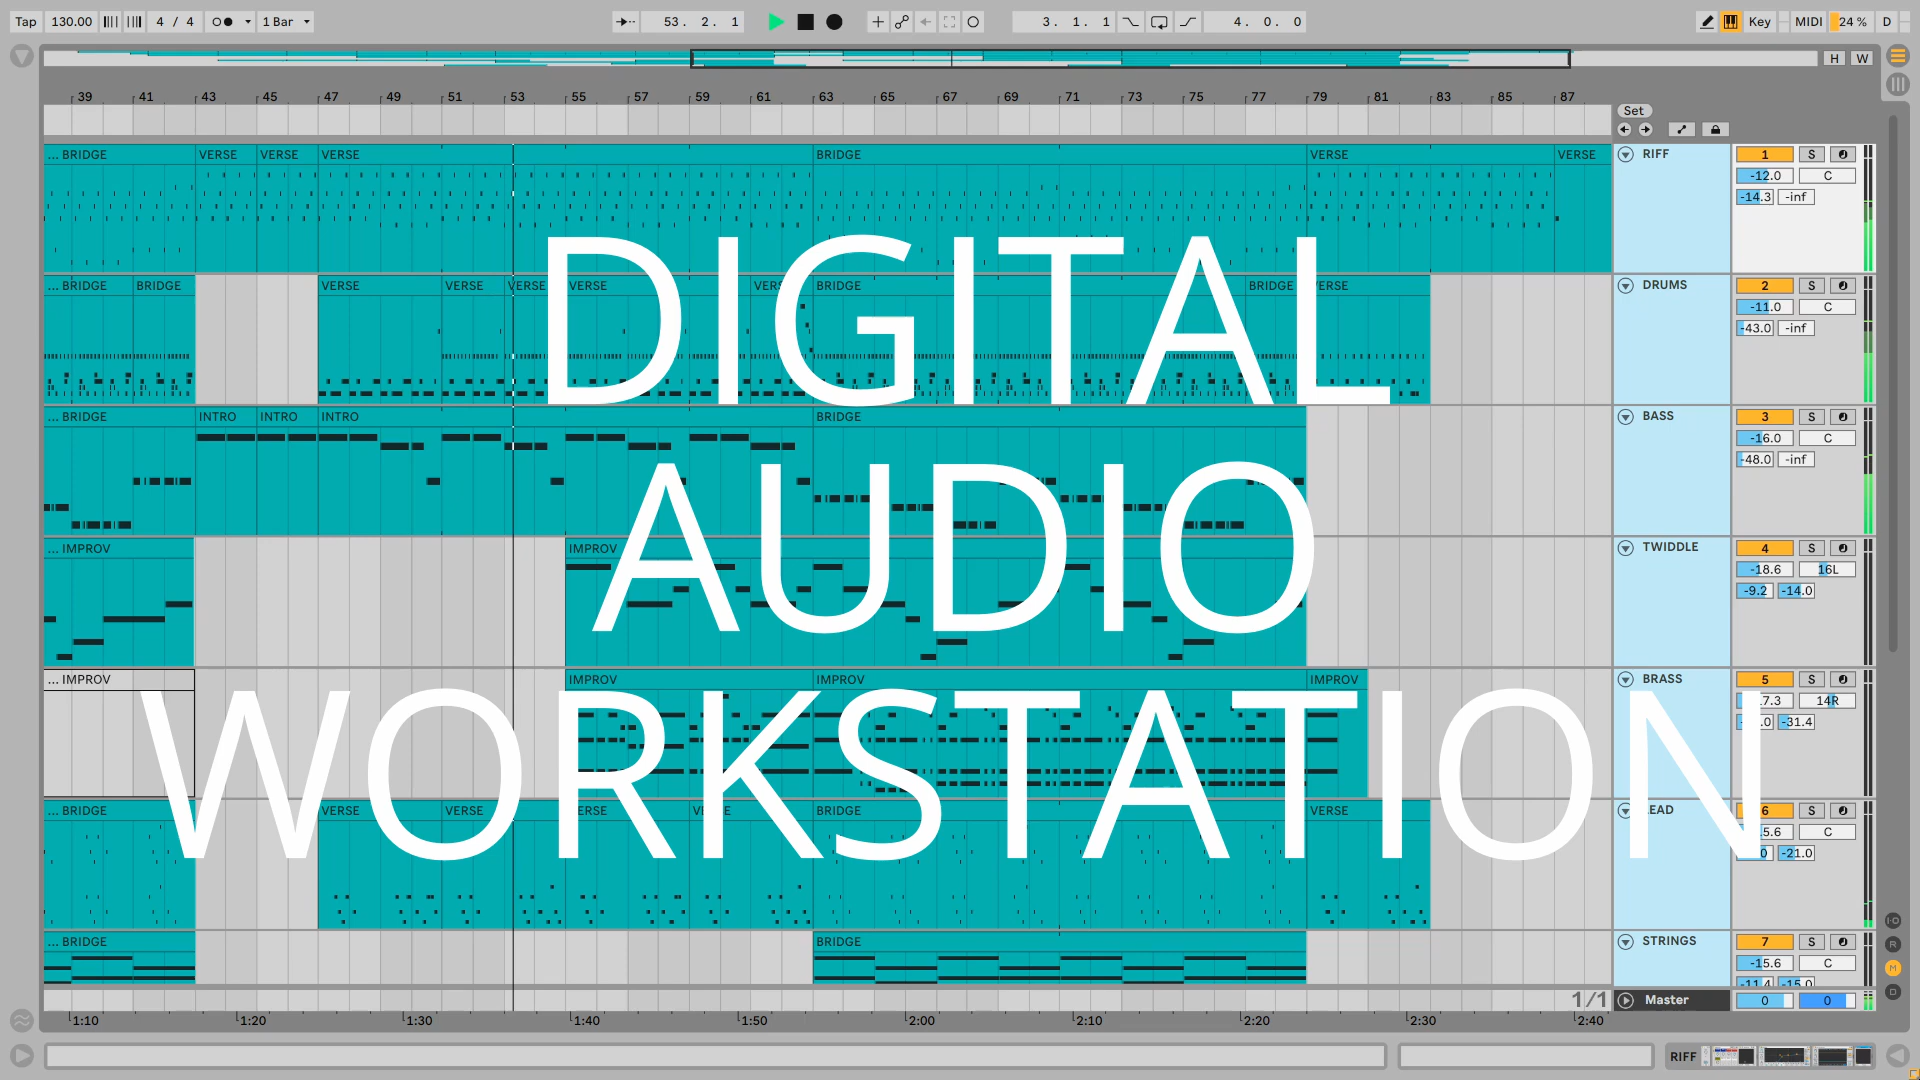 Tap 130.00 4 / 4 1 Bar 53. 2. 1 3. 1. 1 4. 0. 0 Key MIDI 24 % D
H W
39 41 43 45 47 49 51 53 55 57 59 61 63 65 67 69 71 73 75 77 79 81 83 85 87
Set
... BRIDGE VERSE VERSE VERSE BRIDGE VERSE VERSE RIFF 1 S
-12.0 C
-14.3 -inf
DIGITAL
... BRIDGE BRIDGE VERSE VERSE VERSE VERSE BRIDGE BRIDGE DRUMS 2 S
-11.0 C
-43.0 -inf
... BRIDGE INTRO INTRO INTRO BRIDGE BASS 3 S
-16.0 C
-48.0 -inf
AUDIO
... IMPROV IMPROV TWIDDLE 4 S
-18.6 16L
-9.2 -14.0
... IMPROV IMPROV IMPROV IMPROV BRASS 5 S
14R
-31.4
WORKSTATION
... BRIDGE VERSE VERSE BRIDGE VERSE 6 S
C
-21.0
... BRIDGE BRIDGE STRINGS 7 S
-15.6 C
-11.4 -15.0
1/1 Master 0 0
1:10 1:20 1:30 1:40 1:50 2:00 2:10 2:20 2:30 2:40
RIFF